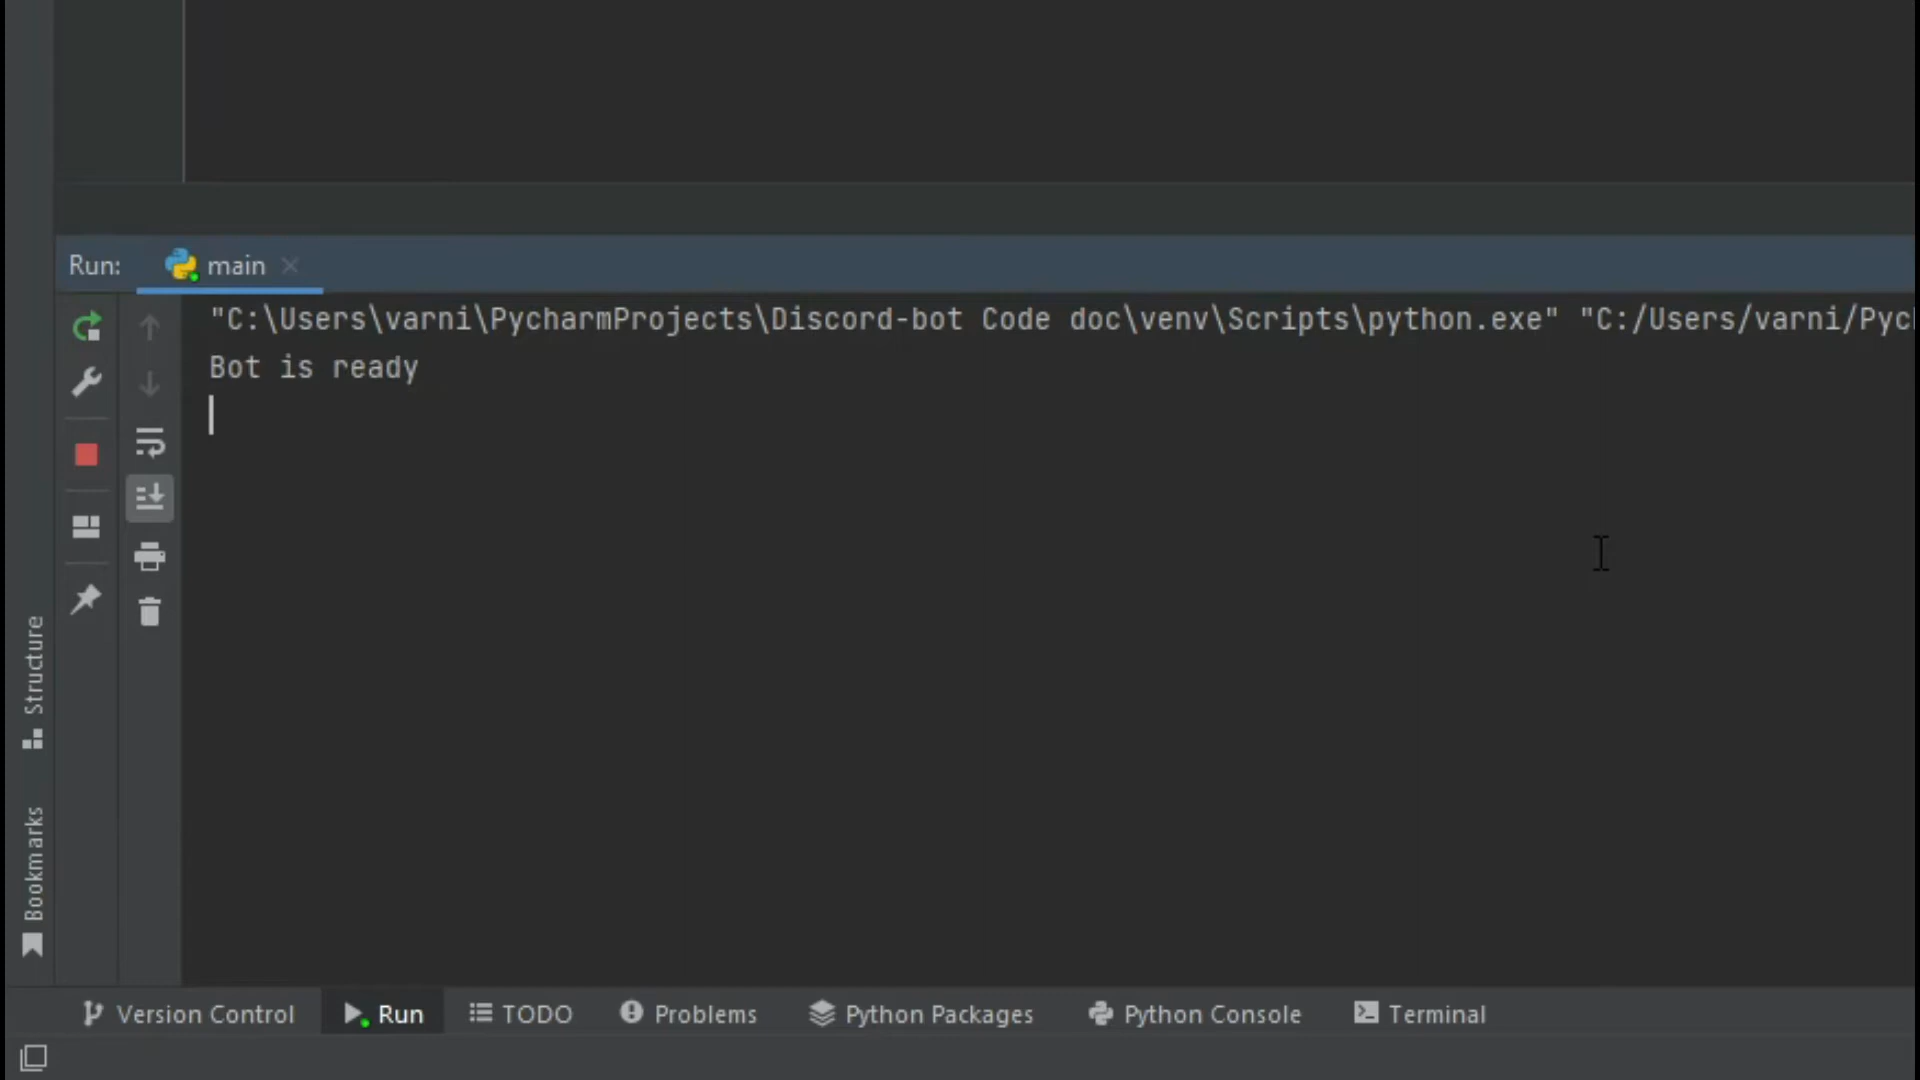 Run: main
"C:\Users\varni\PycharmProjects\Discord-bot Code doc\venv\Scripts\python.exe" "C:/Users/varni/Pyc
Bot is ready
Structure
Bookmarks
Version Control Run TODO Problems Python Packages Python Console Terminal